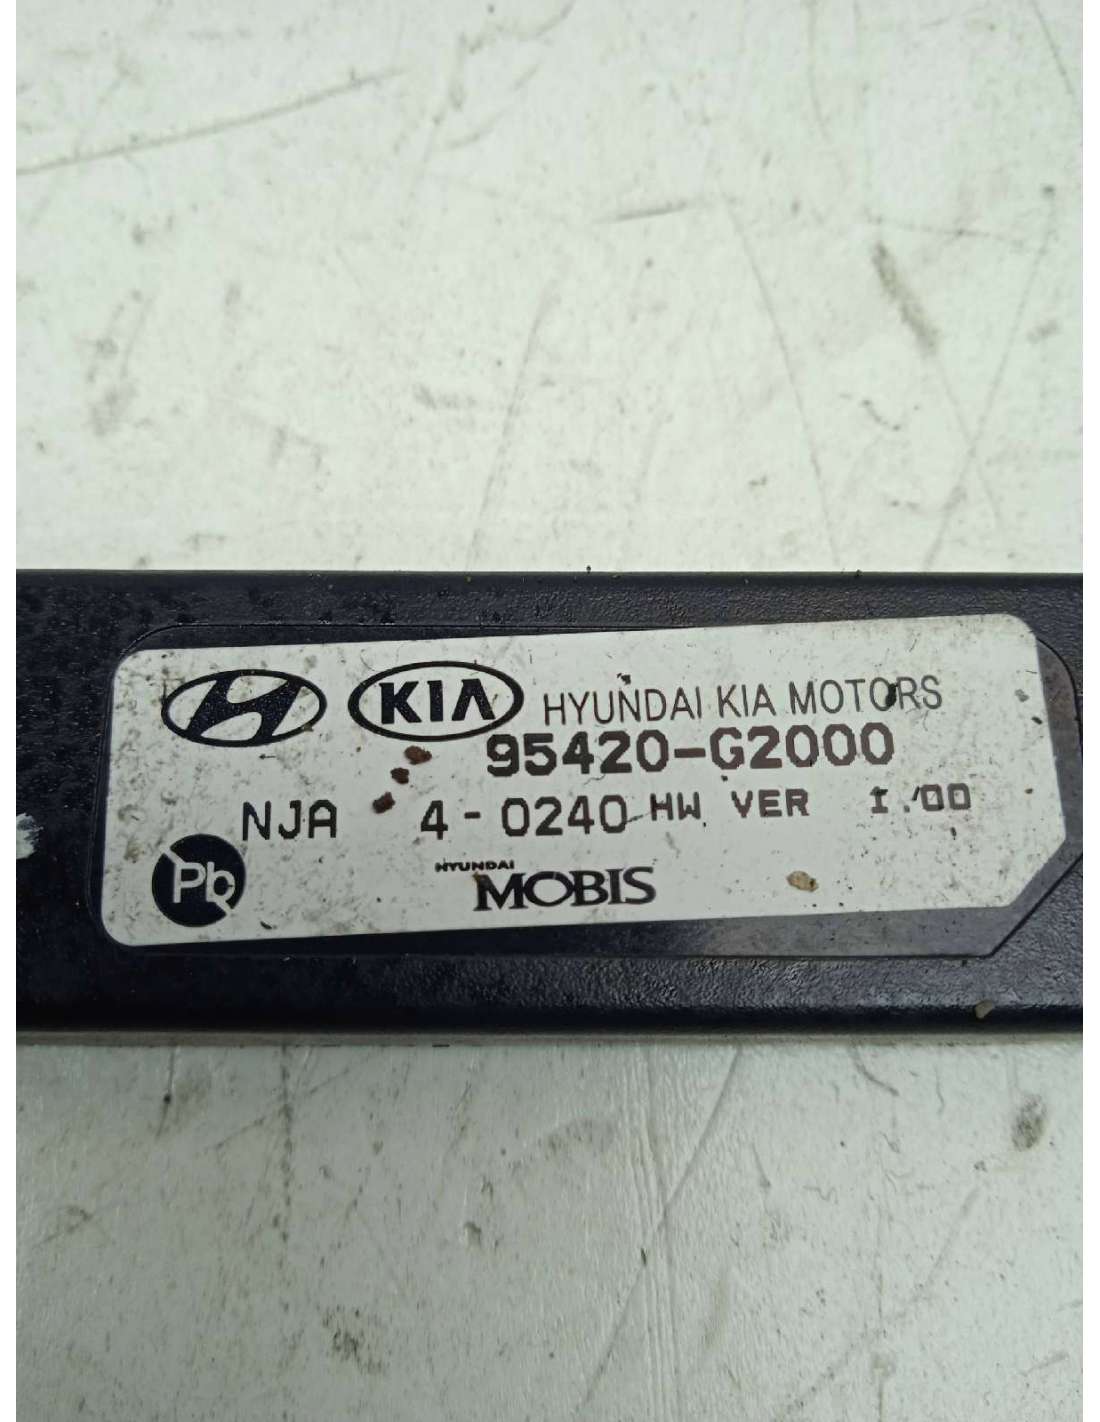 KIA HYUNDAI KIA MOTORS
95420-G2000
NJA 4-0240 HW VER 1.00
Pb
HYUNDAI
MOBIS